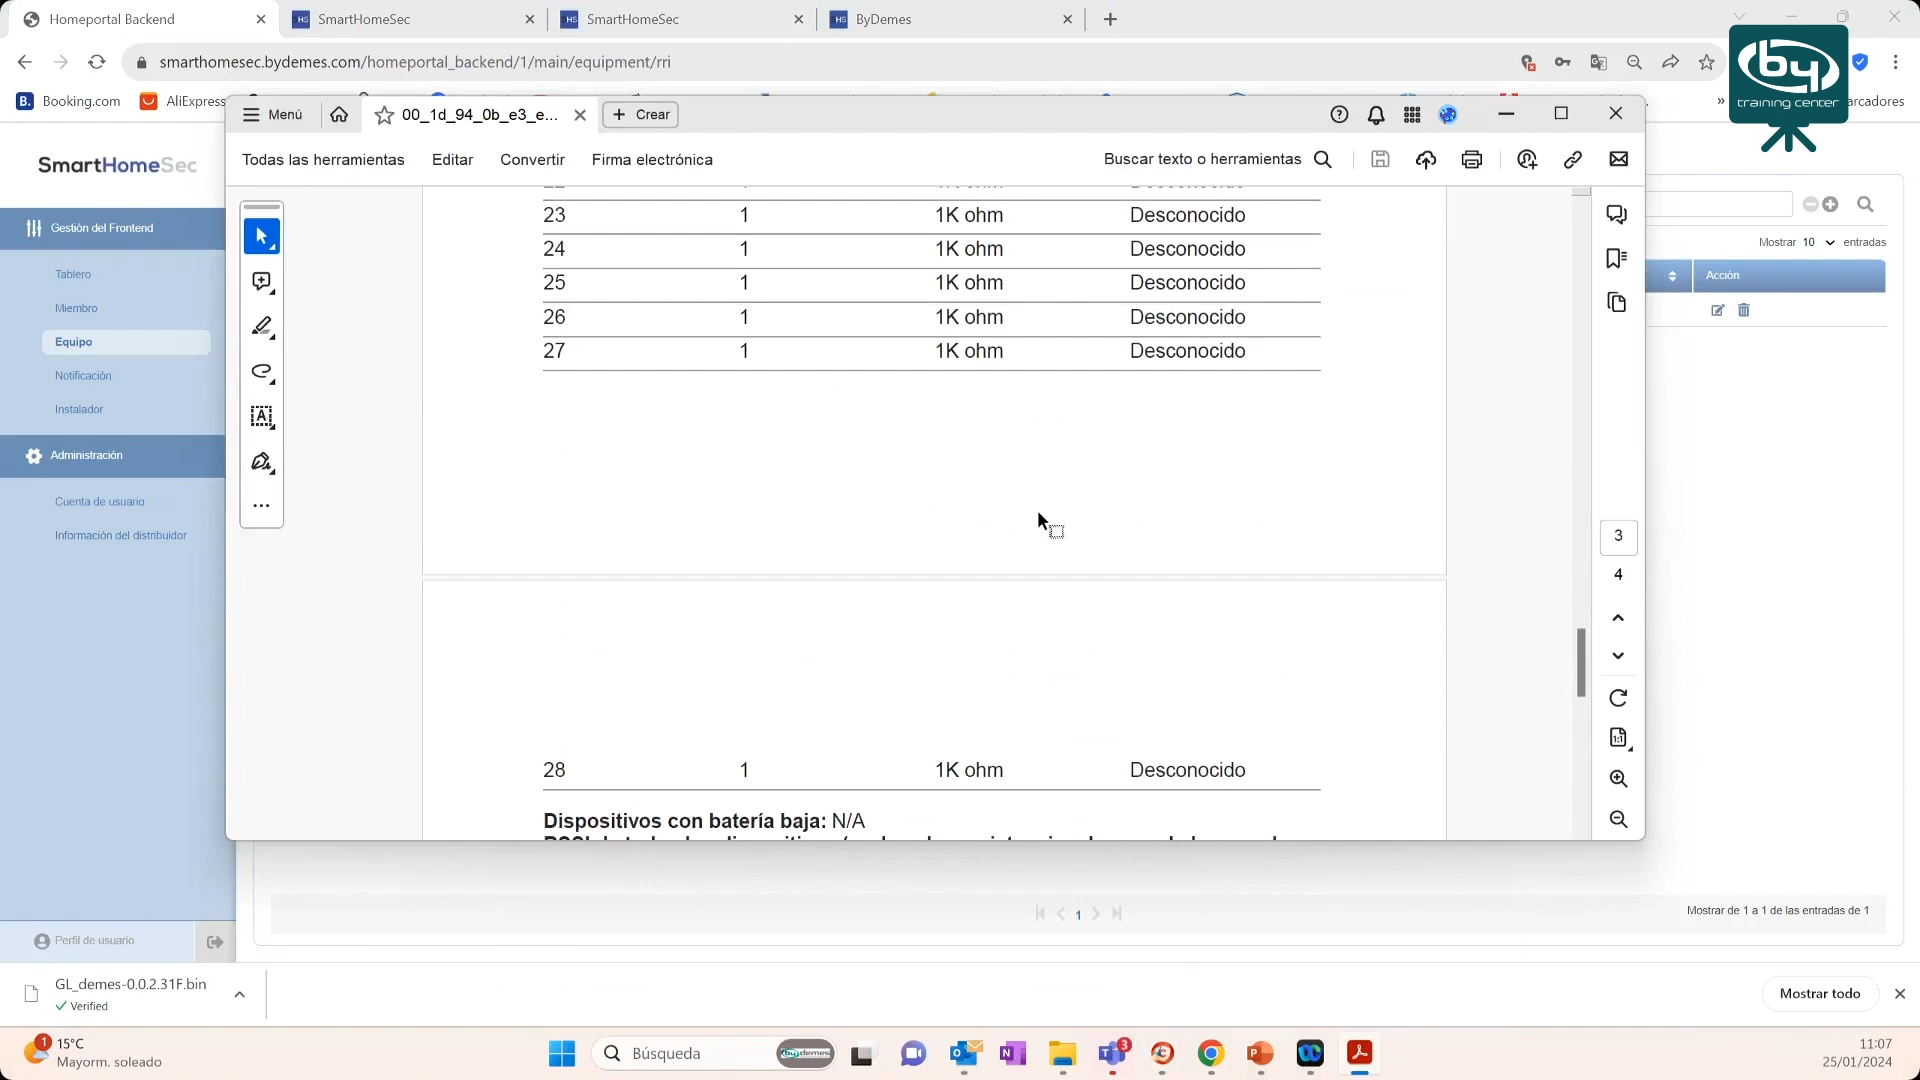 Homeportal Backend
SmartHomeSec
SmartHomeSec
ByDemes
smarthomesec.bydemes.com/homeportal_backend/1/main/equipment/rri
Booking.com
AliExpress
»
arcadores
by
training center
Menú
00_1d_94_0b_e3_e...
Crear
Todas las herramientas
Editar
Convertir
Firma electrónica
Buscar texto o herramientas
SmartHomeSec
Gestión del Frontend
Tablero
Miembro
Equipo
Notificación
Instalador
Administración
Cuenta de usuario
Información del distribuidor
Perfil de usuario
23 1 1K ohm Desconocido
24 1 1K ohm Desconocido
25 1 1K ohm Desconocido
26 1 1K ohm Desconocido
27 1 1K ohm Desconocido
28 1 1K ohm Desconocido
Dispositivos con batería baja: N/A
3
4
Mostrar 10 entradas
Acción
1
Mostrar de 1 a 1 de las entradas de 1
GL_demes-0.0.2.31F.bin
Verified
Mostrar todo
1
15°C
Mayorm. soleado
Búsqueda
by demes
3
11:07
25/01/2024